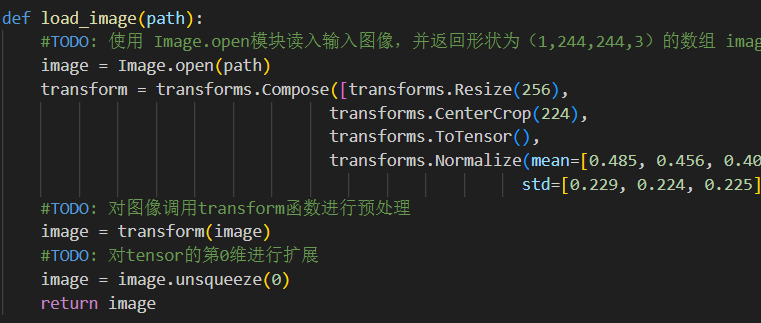 def load_image(path):
#TODO: 使用 Image.open模块读入输入图像，并返回形状为（1,244,244,3）的数组 imag
image = Image.open(path)
transform = transforms.Compose([transforms.Resize(256),
transforms.CenterCrop(224),
transforms.ToTensor(),
transforms.Normalize(mean=[0.485, 0.456, 0.40
std=[0.229, 0.224, 0.225]
#TODO: 对图像调用transform函数进行预处理
image = transform(image)
#TODO: 对tensor的第0维进行扩展
image = image.unsqueeze(0)
return image